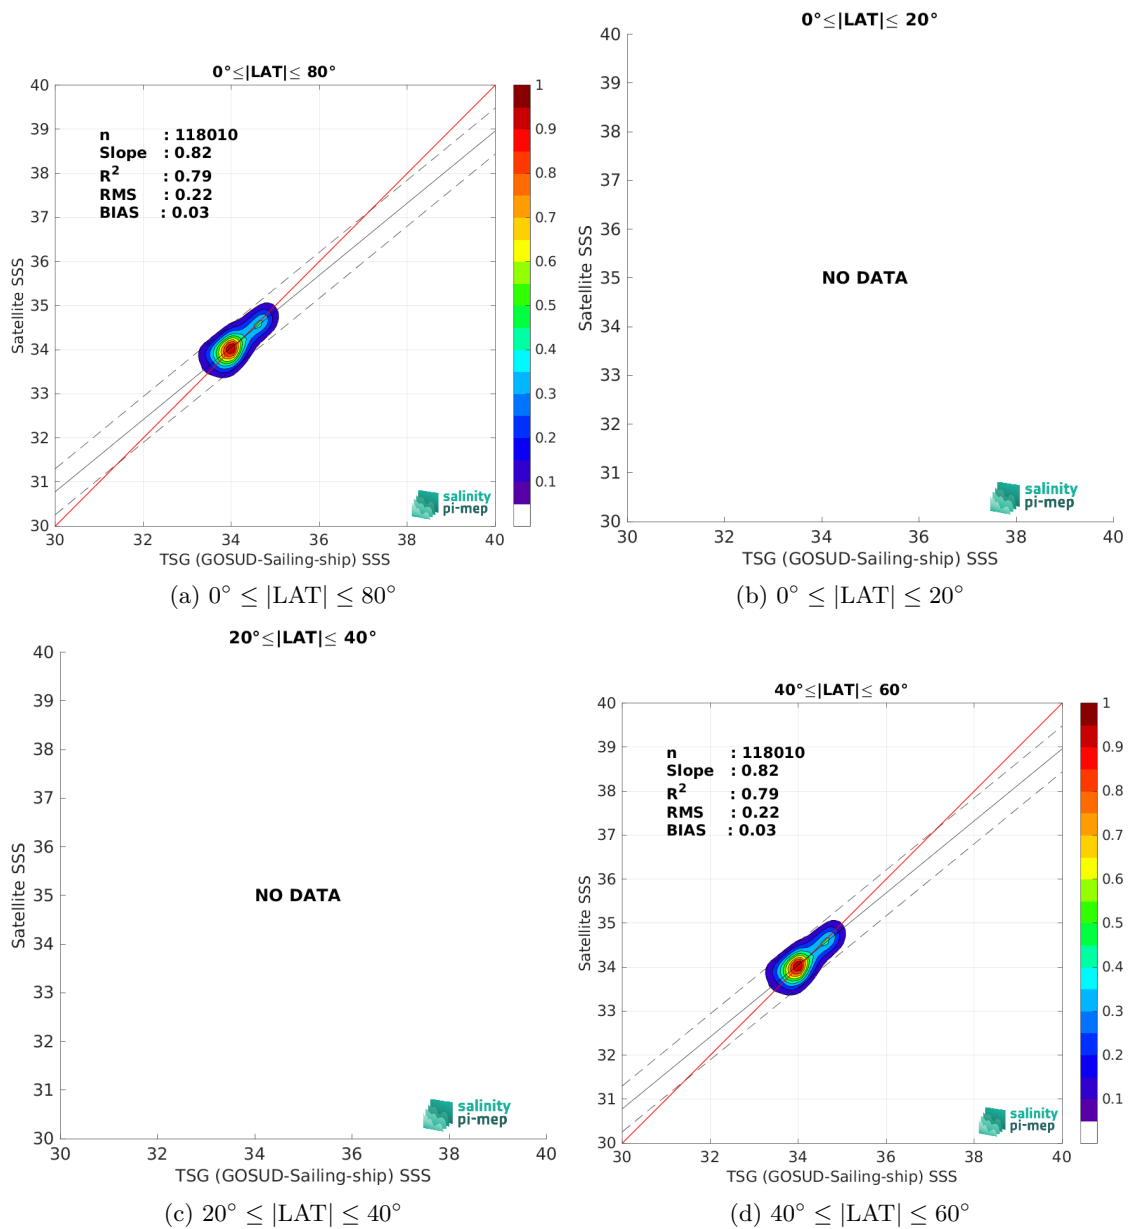 0°≤|LAT|≤ 80°
40
39
38
37
36
35
34
33
32
31
30
30
32
34
36
38
40
Satellite SSS
TSG (GOSUD-Sailing-ship) SSS
n : 118010
Slope : 0.82
R² : 0.79
RMS : 0.22
BIAS : 0.03
1
0.9
0.8
0.7
0.6
0.5
0.4
0.3
0.2
0.1
salinity
pi-mep
(a) 0° ≤ |LAT| ≤ 80°
0°≤|LAT|≤ 20°
40
39
38
37
36
35
34
33
32
31
30
30
32
34
36
38
40
Satellite SSS
TSG (GOSUD-Sailing-ship) SSS
NO DATA
salinity
pi-mep
(b) 0° ≤ |LAT| ≤ 20°
20°≤|LAT|≤ 40°
40
39
38
37
36
35
34
33
32
31
30
30
32
34
36
38
40
Satellite SSS
TSG (GOSUD-Sailing-ship) SSS
NO DATA
salinity
pi-mep
(c) 20° ≤ |LAT| ≤ 40°
40°≤|LAT|≤ 60°
40
39
38
37
36
35
34
33
32
31
30
30
32
34
36
38
40
Satellite SSS
TSG (GOSUD-Sailing-ship) SSS
n : 118010
Slope : 0.82
R² : 0.79
RMS : 0.22
BIAS : 0.03
1
0.9
0.8
0.7
0.6
0.5
0.4
0.3
0.2
0.1
salinity
pi-mep
(d) 40° ≤ |LAT| ≤ 60°